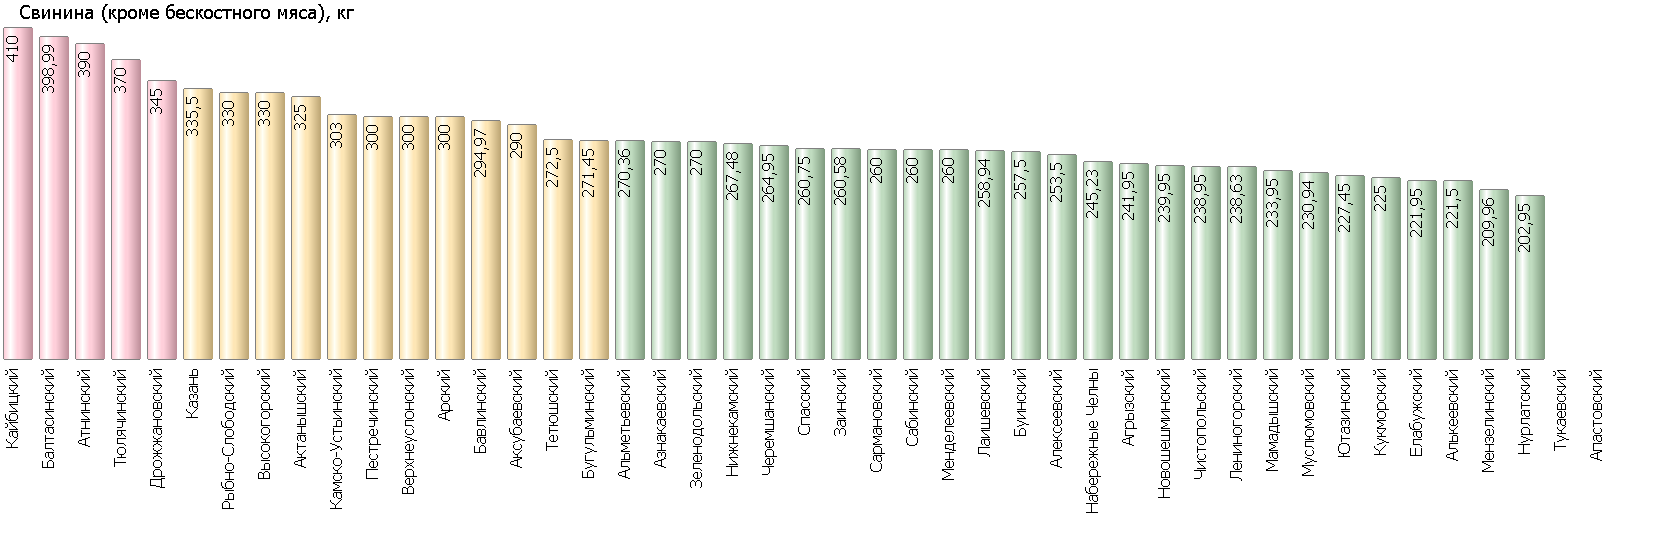 Свинина (кроме бескостного мяса), кг
410
398,99
390
370
345
335,5
330
330
325
303
300
300
300
294,97
290
272,5
271,45
270,36
270
270
267,48
264,95
260,75
260,58
260
260
260
258,94
257,5
253,5
245,23
241,95
239,95
238,95
238,63
233,95
230,94
227,45
225
221,95
221,5
209,96
202,95
Кайбицкий
Балтасинский
Атнинский
Тюлячинский
Дрожжановский
Казань
Рыбно-Слободский
Высокогорский
Актанышский
Камско-Устьинский
Пестречинский
Верхнеуслонский
Арский
Бавлинский
Аксубаевский
Тетюшский
Бугульминский
Альметьевский
Азнакаевский
Зеленодольский
Нижнекамский
Черемшанский
Спасский
Заинский
Сармановский
Сабинский
Менделеевский
Лаишевский
Буинский
Алексеевский
Набережные Челны
Агрызский
Новошешминский
Чистопольский
Лениногорский
Мамадышский
Муслюмовский
Ютазинский
Кукморский
Елабужский
Алькеевский
Мензелинский
Нурлатский
Тукаевский
Апастовский